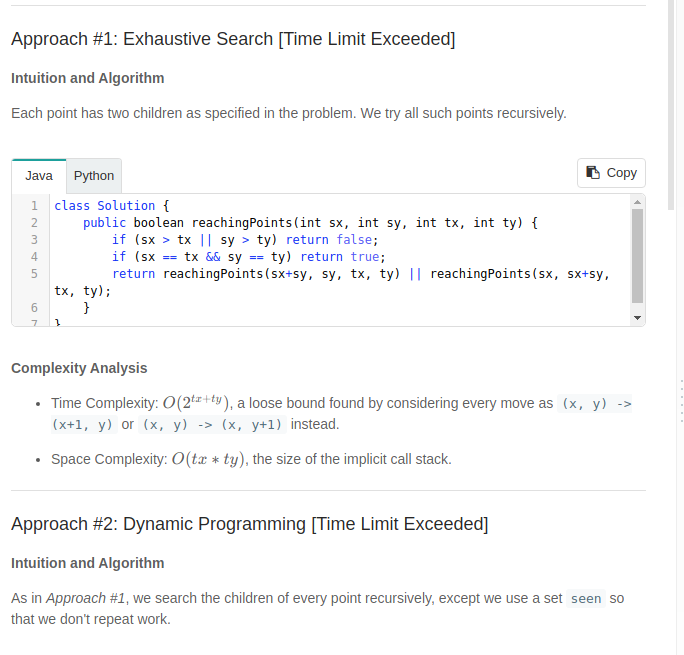 Approach #1: Exhaustive Search [Time Limit Exceeded]
Intuition and Algorithm
Each point has two children as specified in the problem. We try all such points recursively.
Java Python Copy
1 class Solution {
2     public boolean reachingPoints(int sx, int sy, int tx, int ty) {
3         if (sx > tx || sy > ty) return false;
4         if (sx == tx && sy == ty) return true;
5         return reachingPoints(sx+sy, sy, tx, ty) || reachingPoints(sx, sx+sy,
tx, ty);
6     }
7 }
Complexity Analysis
• Time Complexity: O(2^{tx+ty}), a loose bound found by considering every move as (x, y) ->
(x+1, y) or (x, y) -> (x, y+1) instead.
• Space Complexity: O(tx * ty), the size of the implicit call stack.
Approach #2: Dynamic Programming [Time Limit Exceeded]
Intuition and Algorithm
As in Approach #1, we search the children of every point recursively, except we use a set seen so
that we don't repeat work.